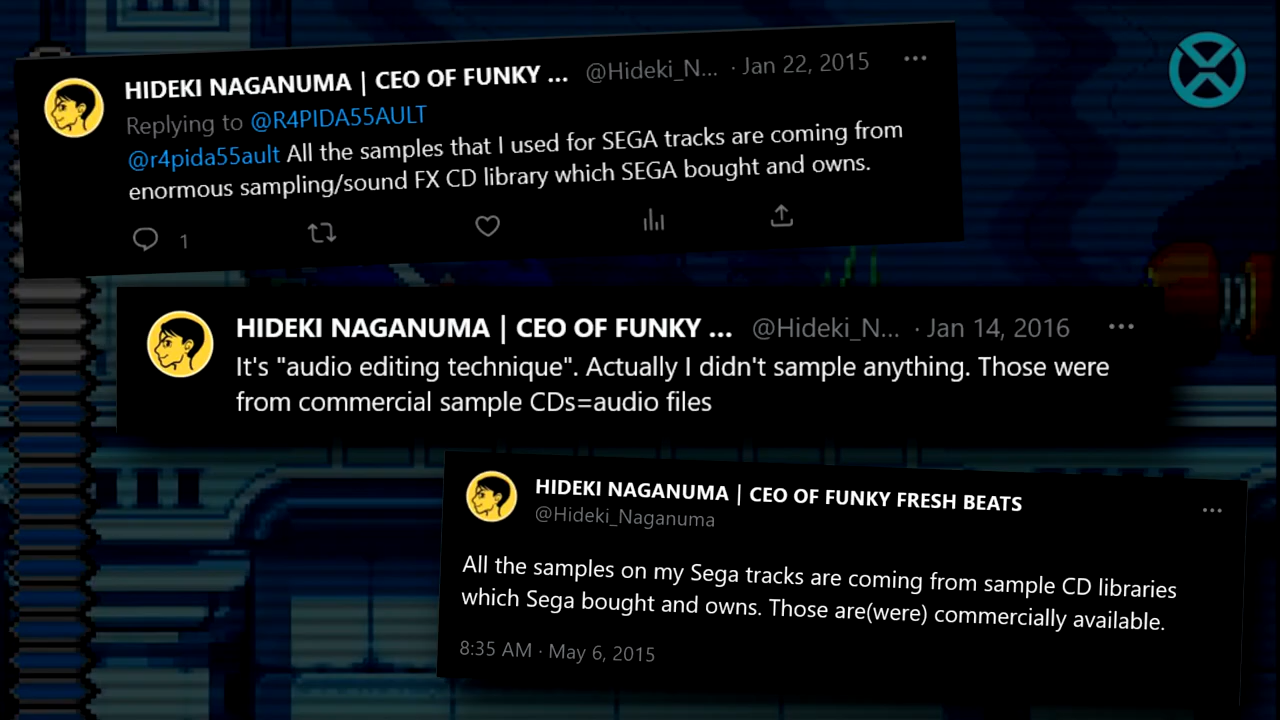 HIDEKI NAGANUMA | CEO OF FUNKY ... @Hideki_N... · Jan 22, 2015
Replying to @R4PIDA55AULT
@r4pida55ault All the samples that I used for SEGA tracks are coming from
enormous sampling/sound FX CD library which SEGA bought and owns.
1
HIDEKI NAGANUMA | CEO OF FUNKY ... @Hideki_N... · Jan 14, 2016
It's "audio editing technique". Actually I didn't sample anything. Those were
from commercial sample CDs=audio files
HIDEKI NAGANUMA | CEO OF FUNKY FRESH BEATS
@Hideki_Naganuma
All the samples on my Sega tracks are coming from sample CD libraries
which Sega bought and owns. Those are(were) commercially available.
8:35 AM · May 6, 2015